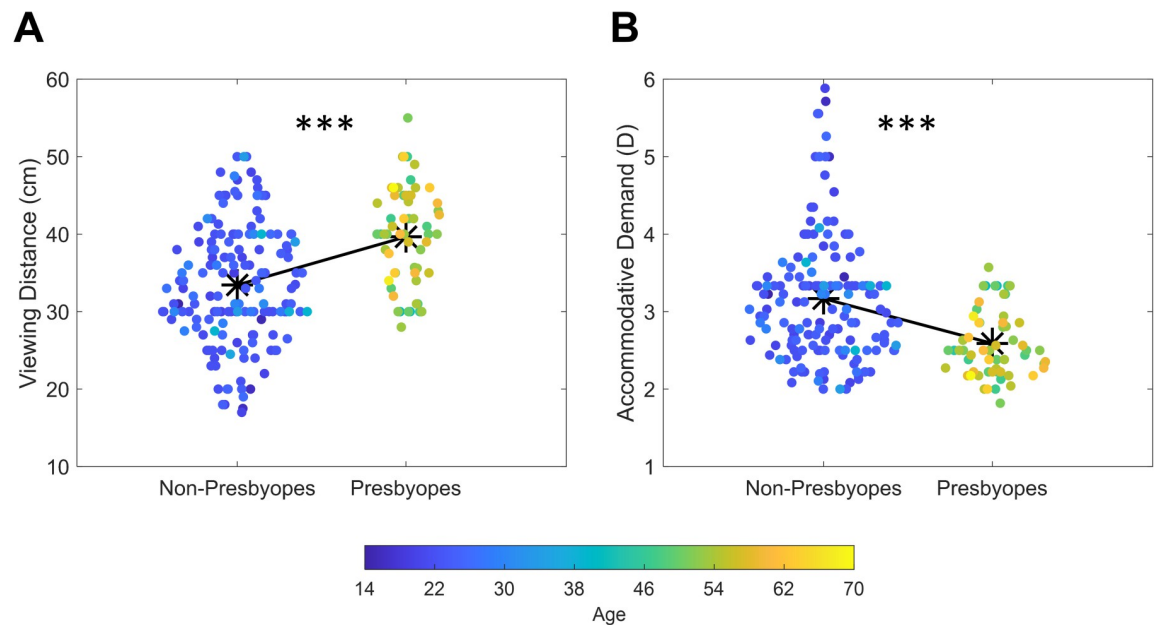 A
B
Viewing Distance (cm)
60
50
40
30
20
10
***
Non-Presbyopes
Presbyopes
Accommodative Demand (D)
6
5
4
3
2
1
***
Non-Presbyopes
Presbyopes
14 22 30 38 46 54 62 70
Age